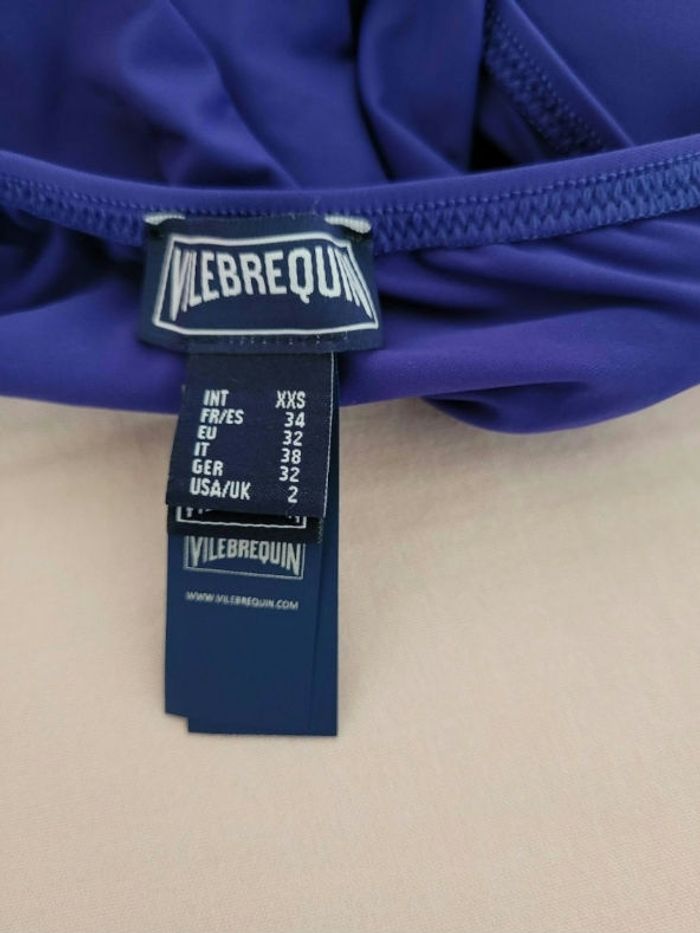 VILEBREQUIN
INT XXS
FR/ES 34
EU 32
IT 38
GER 32
USA/UK 2
VILEBREQUIN
WWW.VILEBREQUIN.COM